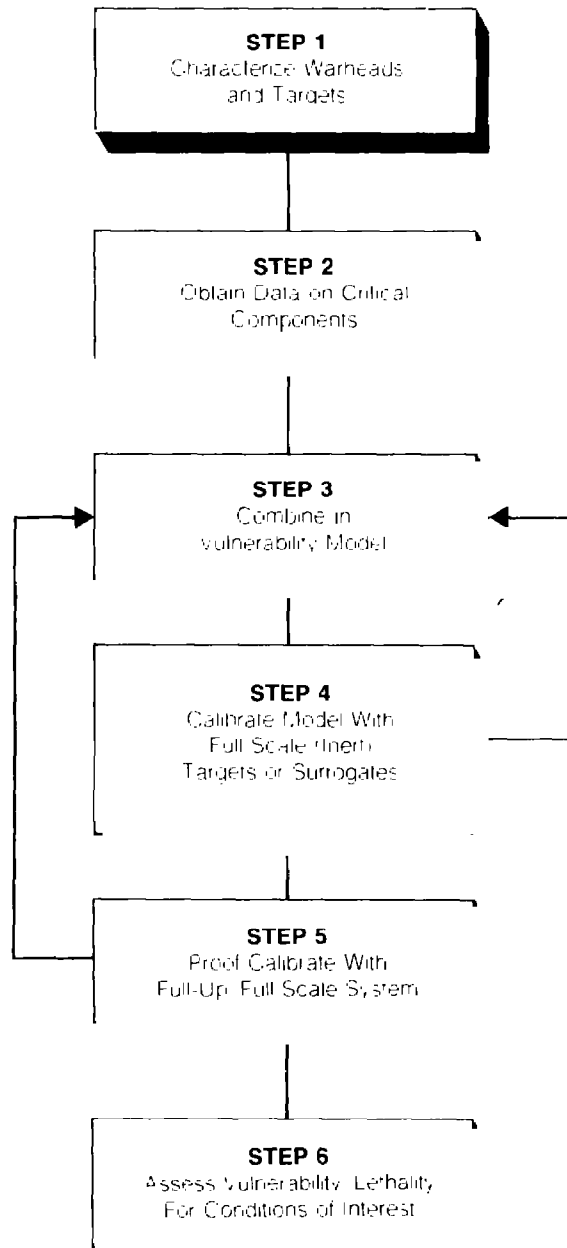 STEP 1
Characterize Warheads
and Targets
STEP 2
Obtain Data on Critical
Components
STEP 3
Combine in
Vulnerability Model
STEP 4
Calibrate Model With
Full Scale (Inert)
Targets or Surrogates
STEP 5
Proof Calibrate With
Full-Up, Full Scale System
STEP 6
Assess Vulnerability, Lethality
For Conditions of Interest